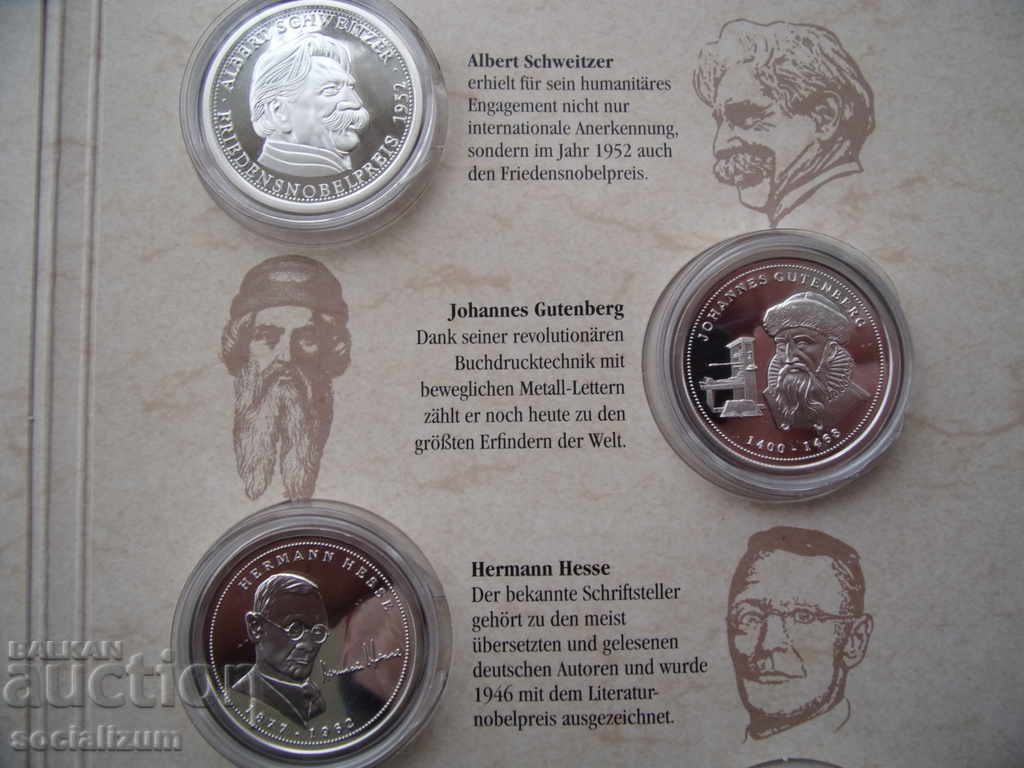 ALBERT SCHWEITZER · FRIEDENSNOBELPREIS 1952 ·
Albert Schweitzer
erhielt für sein humanitäres
Engagement nicht nur
internationale Anerkennung,
sondern im Jahr 1952 auch
den Friedensnobelpreis.
Johannes Gutenberg
Dank seiner revolutionären
Buchdrucktechnik mit
beweglichen Metall-Lettern
zählt er noch heute zu den
größten Erfindern der Welt.
JOHANNES GUTENBERG
1400 - 1468
HERMANN HESSE
Hermann Hesse
1877 - 1962
Hermann Hesse
Der bekannte Schriftsteller
gehört zu den meist
übersetzten und gelesenen
deutschen Autoren und wurde
1946 mit dem Literatur-
nobelpreis ausgezeichnet.
BALKAN
auction
socializum